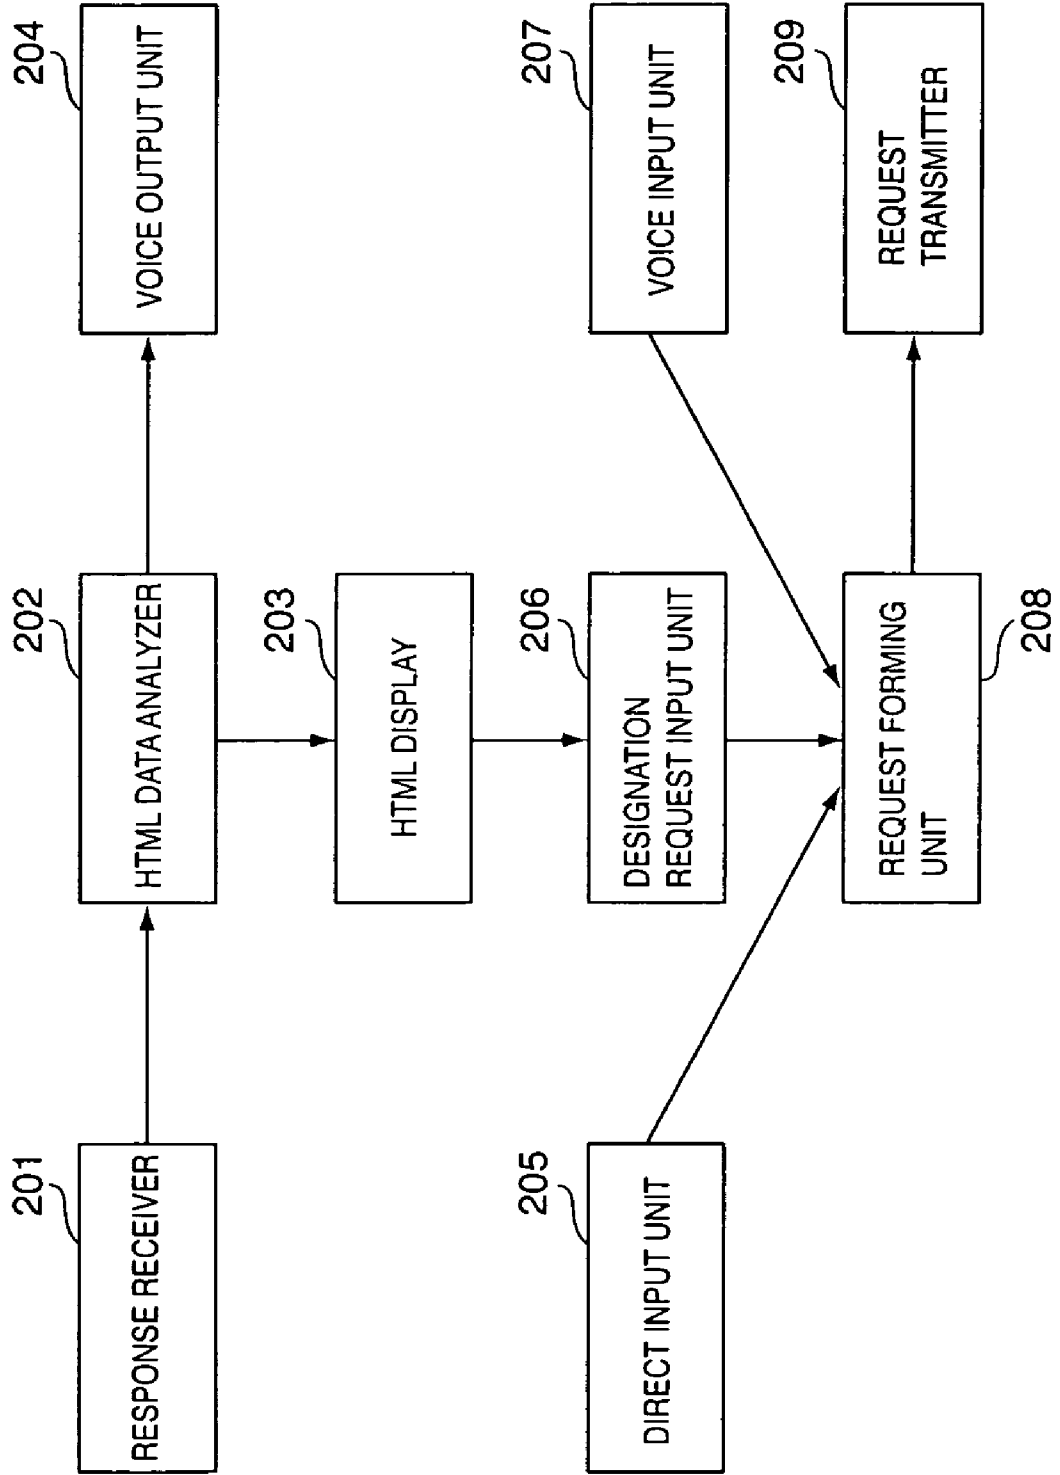 201
RESPONSE RECEIVER
202
HTML DATA ANALYZER
204
VOICE OUTPUT UNIT
203
HTML DISPLAY
205
DIRECT INPUT UNIT
206
DESIGNATION
REQUEST INPUT UNIT
207
VOICE INPUT UNIT
REQUEST FORMING
UNIT
208
209
REQUEST
TRANSMITTER